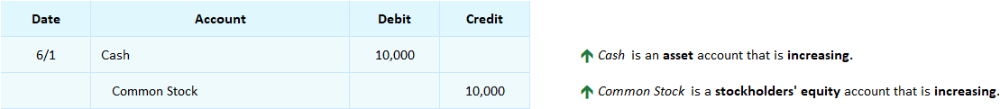 Date Account Debit Credit
6/1 Cash 10,000 Cash is an asset account that is increasing.
Common Stock 10,000 Common Stock is a stockholders' equity account that is increasing.